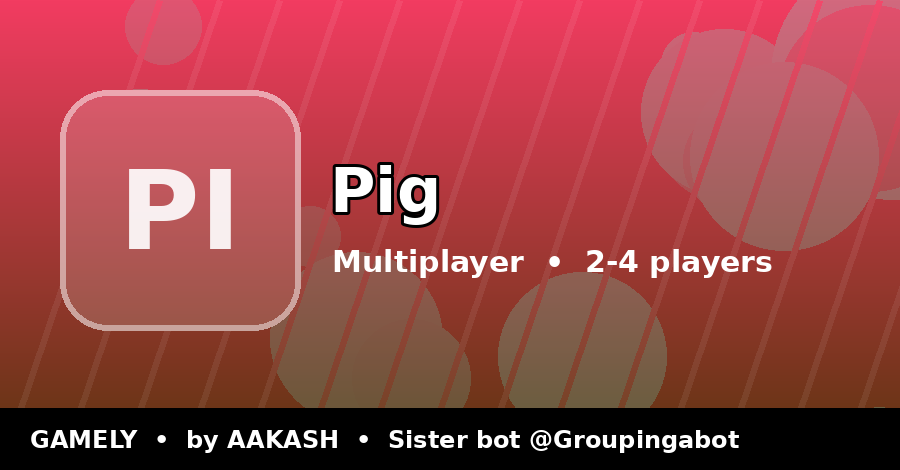 PI
Pig
Multiplayer • 2-4 players
GAMELY • by AAKASH • Sister bot @Groupingabot